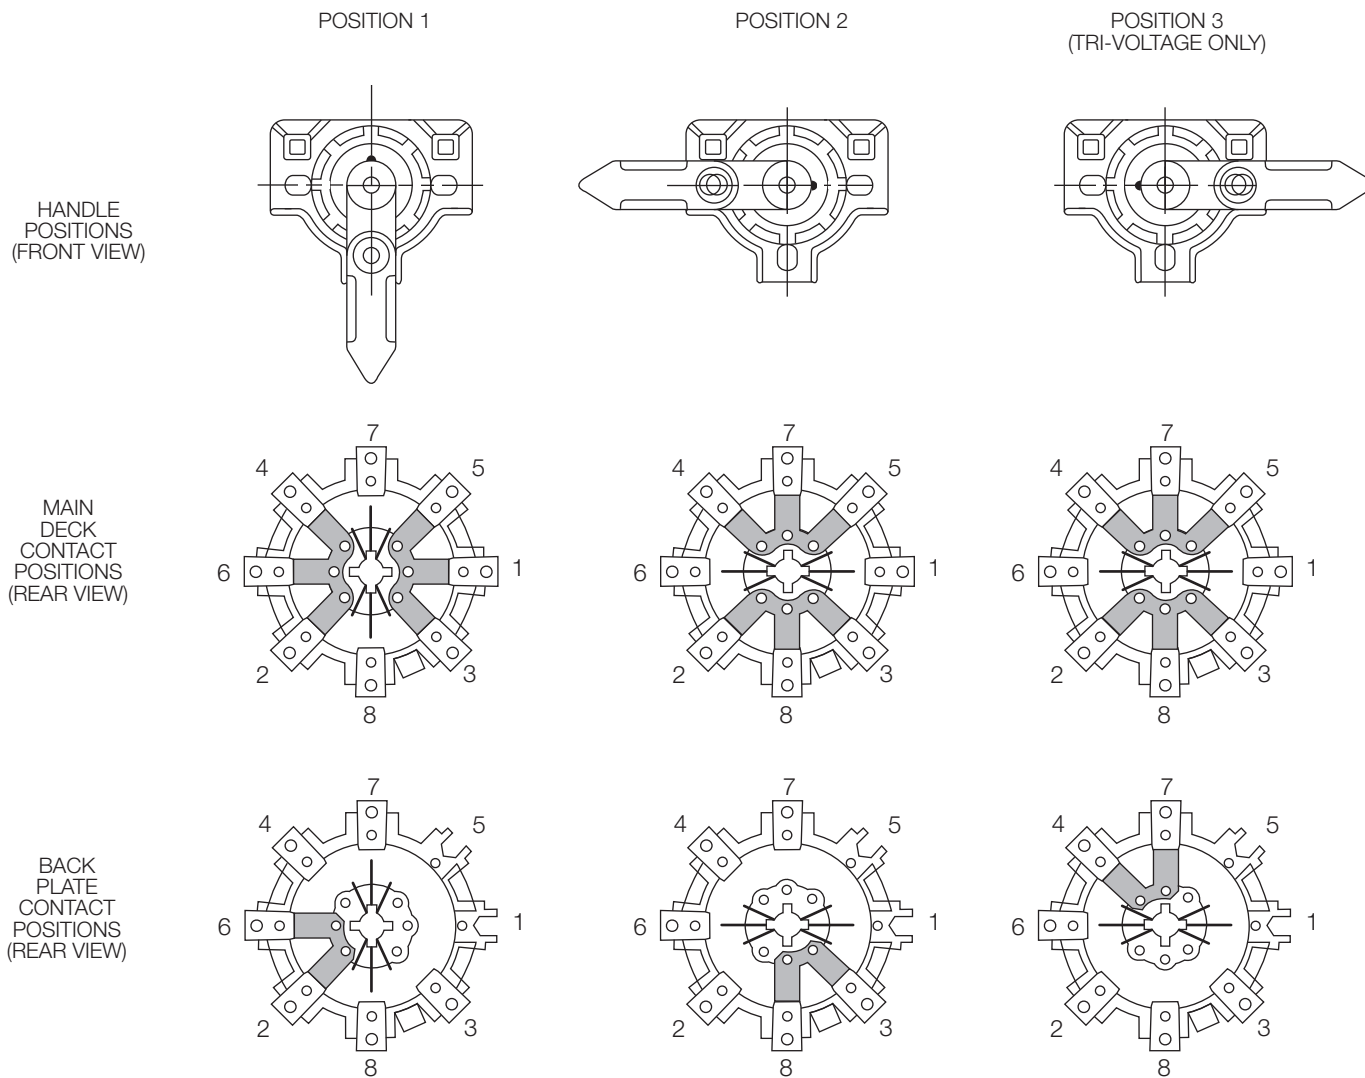 POSITION 1
POSITION 2
POSITION 3
(TRI-VOLTAGE ONLY)
HANDLE
POSITIONS
(FRONT VIEW)
MAIN
DECK
CONTACT
POSITIONS
(REAR VIEW)
7
4
5
6
1
2
3
8
7
4
5
6
1
2
3
8
7
4
5
6
1
2
3
8
BACK
PLATE
CONTACT
POSITIONS
(REAR VIEW)
7
4
5
6
1
2
3
8
7
4
5
6
1
2
3
8
7
4
5
6
1
2
3
8